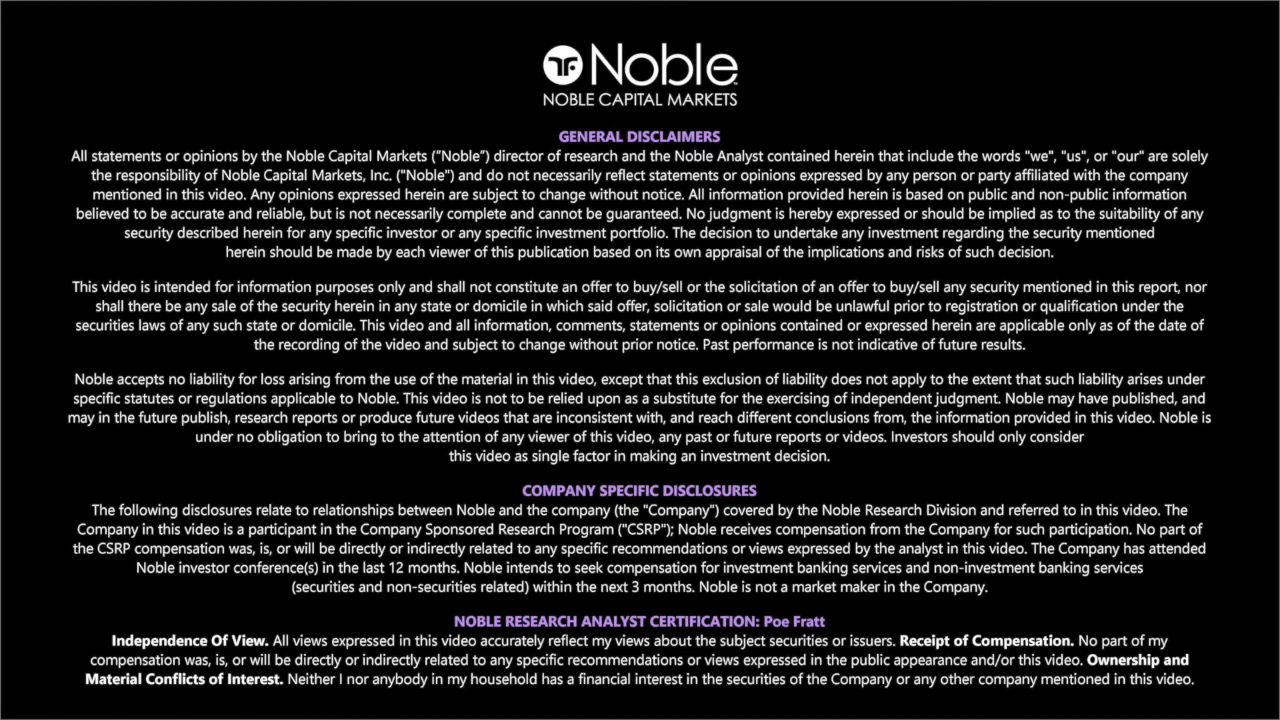 Noble
NOBLE CAPITAL MARKETS
GENERAL DISCLAIMERS
All statements or opinions by the Noble Capital Markets (“Noble”) director of research and the Noble Analyst contained herein that include the words "we", "us", or "our" are solely
the responsibility of Noble Capital Markets, Inc. ("Noble") and do not necessarily reflect statements or opinions expressed by any person or party affiliated with the company
mentioned in this video. Any opinions expressed herein are subject to change without notice. All information provided herein is based on public and non-public information
believed to be accurate and reliable, but is not necessarily complete and cannot be guaranteed. No judgment is hereby expressed or should be implied as to the suitability of any
security described herein for any specific investor or any specific investment portfolio. The decision to undertake any investment regarding the security mentioned
herein should be made by each viewer of this publication based on its own appraisal of the implications and risks of such decision.
This video is intended for information purposes only and shall not constitute an offer to buy/sell or the solicitation of an offer to buy/sell any security mentioned in this report, nor
shall there be any sale of the security herein in any state or domicile in which said offer, solicitation or sale would be unlawful prior to registration or qualification under the
securities laws of any such state or domicile. This video and all information, comments, statements or opinions contained or expressed herein are applicable only as of the date of
the recording of the video and subject to change without prior notice. Past performance is not indicative of future results.
Noble accepts no liability for loss arising from the use of the material in this video, except that this exclusion of liability does not apply to the extent that such liability arises under
specific statutes or regulations applicable to Noble. This video is not to be relied upon as a substitute for the exercising of independent judgment. Noble may have published, and
may in the future publish, research reports or produce future videos that are inconsistent with, and reach different conclusions from, the information provided in this video. Noble is
under no obligation to bring to the attention of any viewer of this video, any past or future reports or videos. Investors should only consider
this video as single factor in making an investment decision.
COMPANY SPECIFIC DISCLOSURES
The following disclosures relate to relationships between Noble and the company (the "Company") covered by the Noble Research Division and referred to in this video. The
Company in this video is a participant in the Company Sponsored Research Program ("CSRP"); Noble receives compensation from the Company for such participation. No part of
the CSRP compensation was, is, or will be directly or indirectly related to any specific recommendations or views expressed by the analyst in this video. The Company has attended
Noble investor conference(s) in the last 12 months. Noble intends to seek compensation for investment banking services and non-investment banking services
(securities and non-securities related) within the next 3 months. Noble is not a market maker in the Company.
NOBLE RESEARCH ANALYST CERTIFICATION: Poe Fratt
Independence Of View. All views expressed in this video accurately reflect my views about the subject securities or issuers. Receipt of Compensation. No part of my
compensation was, is, or will be directly or indirectly related to any specific recommendations or views expressed in the public appearance and/or this video. Ownership and
Material Conflicts of Interest. Neither I nor anybody in my household has a financial interest in the securities of the Company or any other company mentioned in this video.